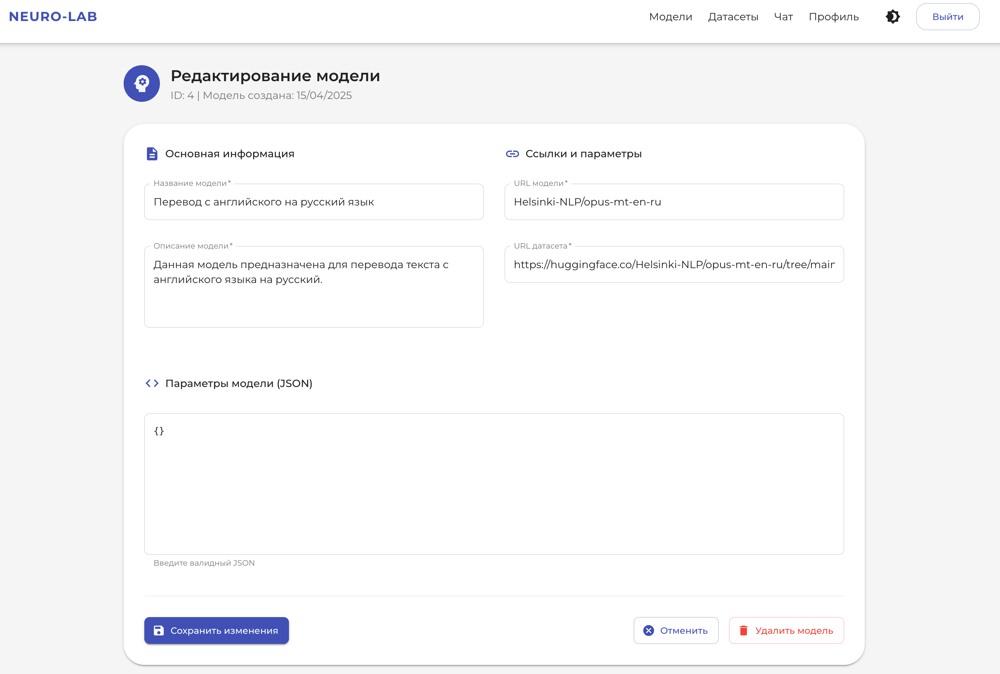 NEURO-LAB
Модели
Датасеты
Чат
Профиль
Выйти
Редактирование модели
ID: 4 | Модель создана: 15/04/2025
Основная информация
Название модели *
Перевод с английского на русский язык
Описание модели *
Данная модель предназначена для перевода текста с
английского языка на русский.
Ссылки и параметры
URL модели *
Helsinki-NLP/opus-mt-en-ru
URL датасета *
https://huggingface.co/Helsinki-NLP/opus-mt-en-ru/tree/main
Параметры модели (JSON)
{}
Введите валидный JSON
Сохранить изменения
Отменить
Удалить модель